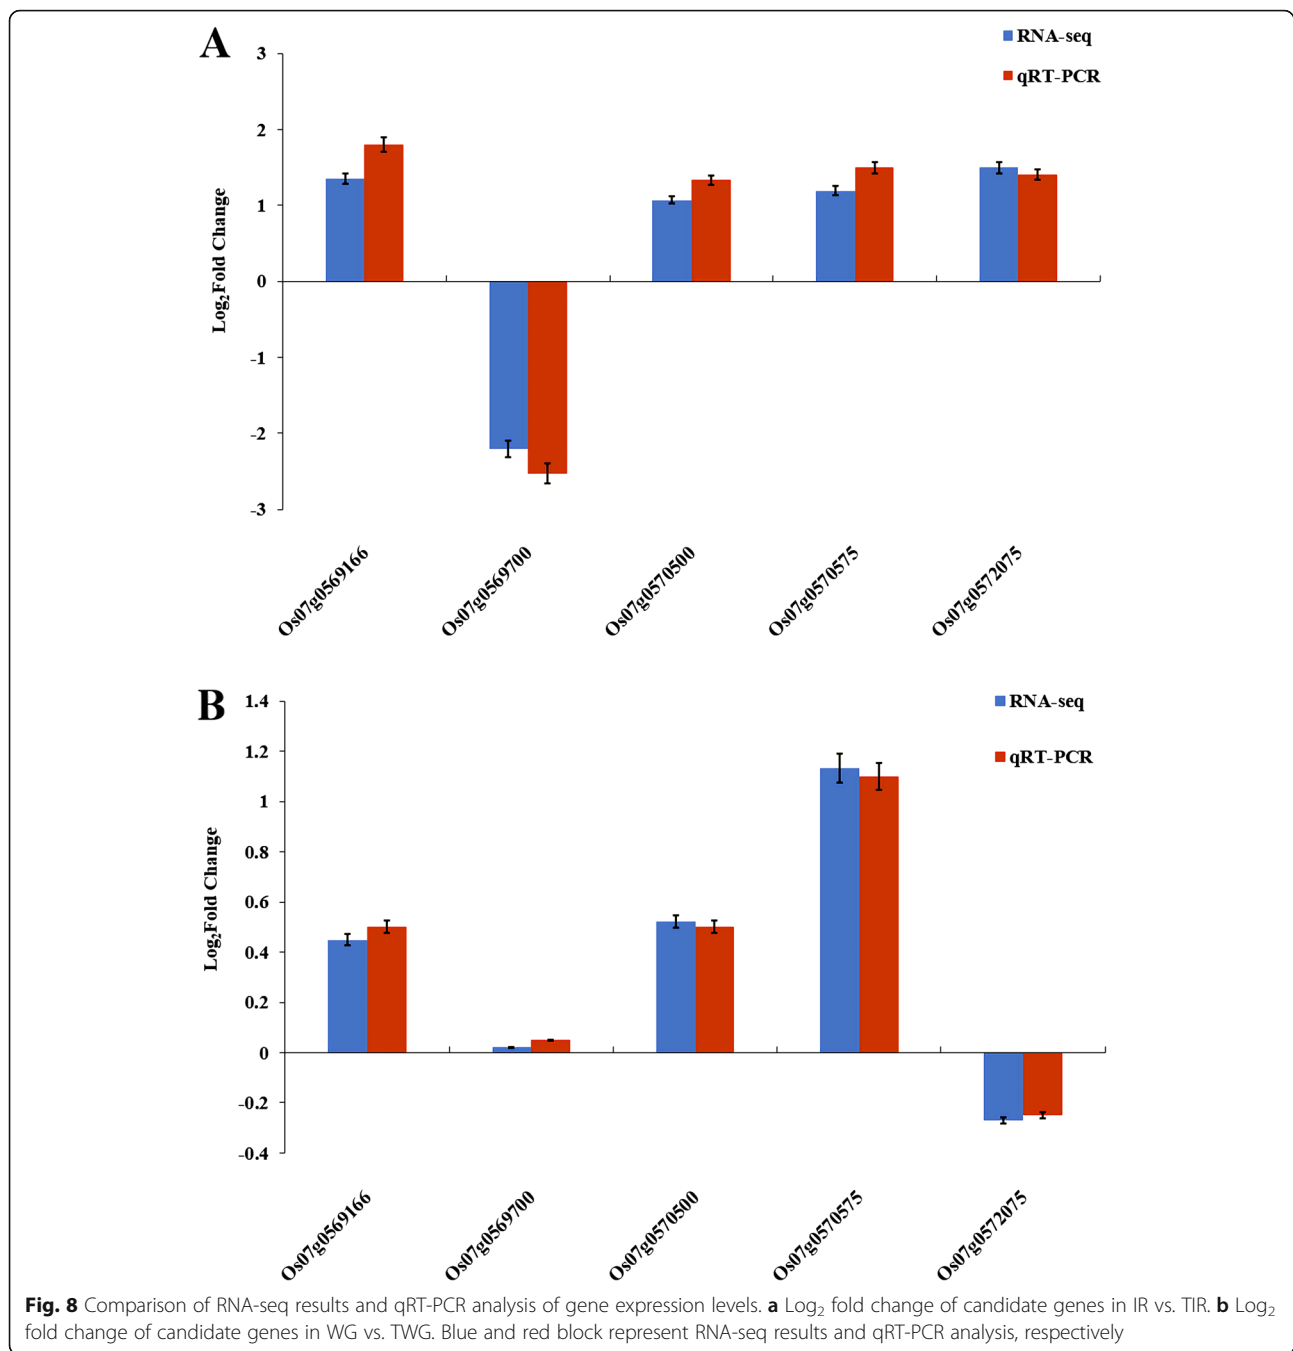 A
RNA-seq
qRT-PCR
3
2
1
0
-1
-2
-3
Log2Fold Change
Os07g0569166
Os07g0569700
Os07g0570500
Os07g0570575
Os07g0572075
B
RNA-seq
qRT-PCR
1.4
1.2
1
0.8
0.6
0.4
0.2
0
-0.2
-0.4
Log2Fold Change
Os07g0569166
Os07g0569700
Os07g0570500
Os07g0570575
Os07g0572075
Fig. 8 Comparison of RNA-seq results and qRT-PCR analysis of gene expression levels. a Log2 fold change of candidate genes in IR vs. TIR. b Log2
fold change of candidate genes in WG vs. TWG. Blue and red block represent RNA-seq results and qRT-PCR analysis, respectively